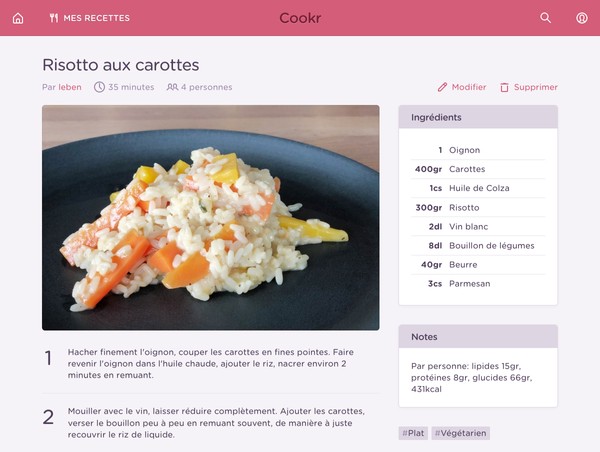 MES RECETTES
Cookr
Risotto aux carottes
Par leben 35 minutes 4 personnes
Modifier Supprimer
Ingrédients
1 Oignon
400gr Carottes
1cs Huile de Colza
300gr Risotto
2dl Vin blanc
8dl Bouillon de légumes
40gr Beurre
3cs Parmesan
Notes
Par personne: lipides 15gr,
protéines 8gr, glucides 66gr,
431kcal
#Plat #Végétarien
1 Hacher finement l'oignon, couper les carottes en fines pointes. Faire
revenir l'oignon dans l'huile chaude, ajouter le riz, nacrer environ 2
minutes en remuant.
2 Mouiller avec le vin, laisser réduire complètement. Ajouter les carottes,
verser le bouillon peu à peu en remuant souvent, de manière à juste
recouvrir le riz de liquide.